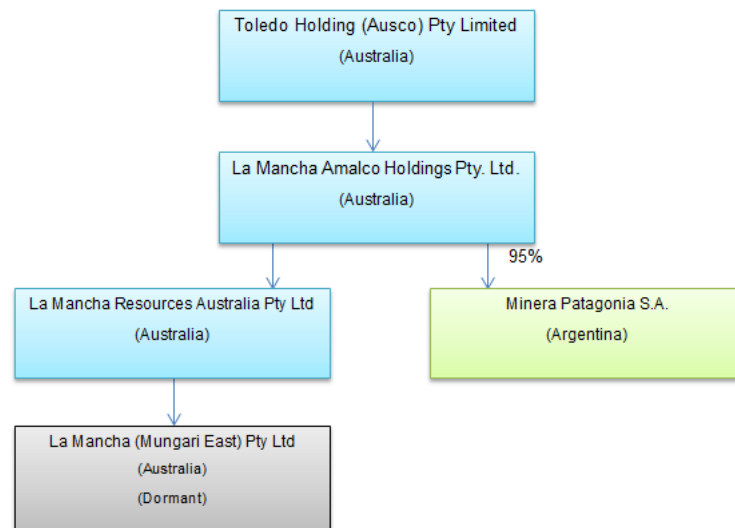 Toledo Holding (Ausco) Pty Limited
(Australia)
La Mancha Amalco Holdings Pty. Ltd.
(Australia)
95%
La Mancha Resources Australia Pty Ltd
(Australia)
Minera Patagonia S.A.
(Argentina)
La Mancha (Mungari East) Pty Ltd
(Australia)
(Dormant)